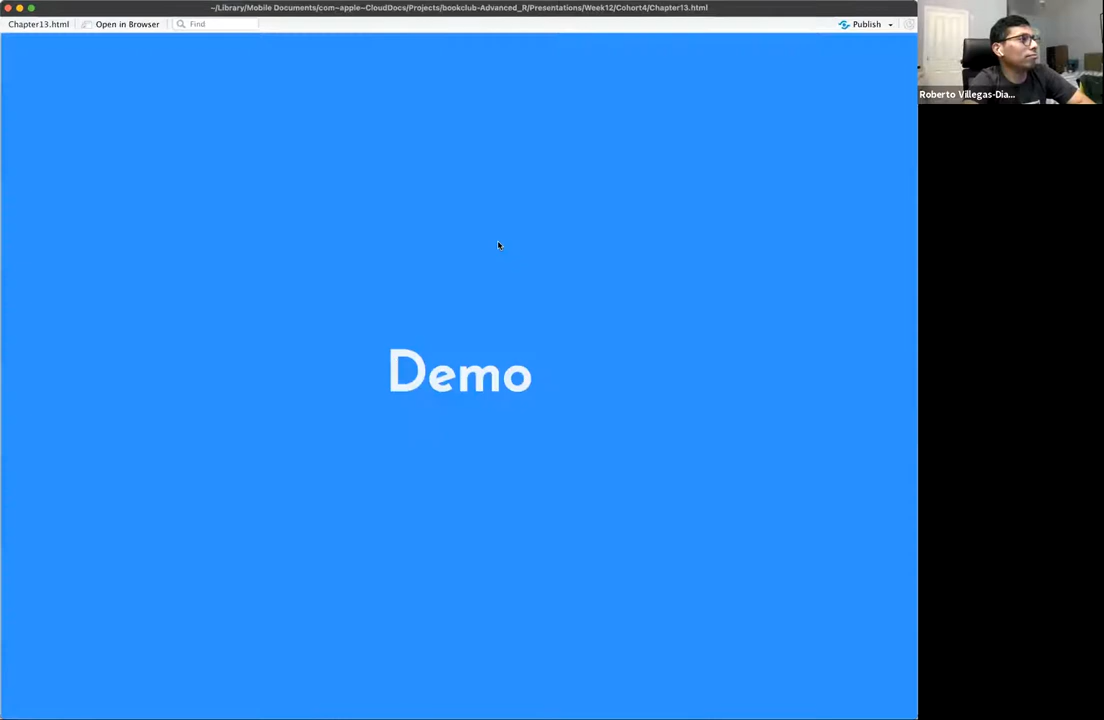 ~/Library/Mobile Documents/com~apple~CloudDocs/Projects/bookclub-Advanced_R/Presentations/Week12/Cohort4/Chapter13.html
Chapter13.html
Open in Browser
Find
Publish
Roberto Villegas-Dia...
Demo